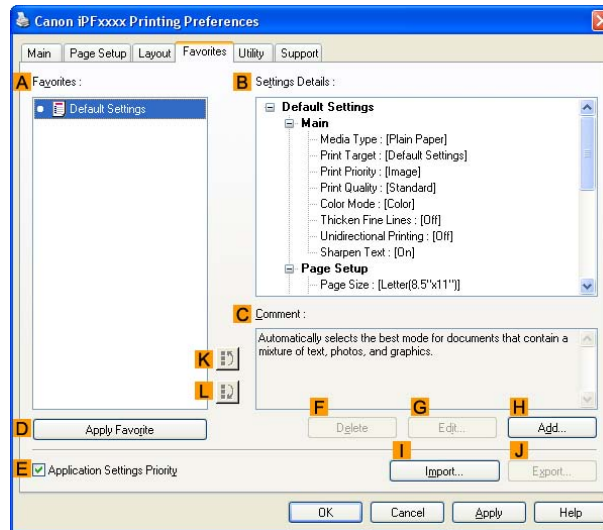 Canon iPFxxxx Printing Preferences
Main Page Setup Layout Favorites Utility Support
A Favorites :
B Settings Details :
Default Settings
Default Settings
Main
Media Type : [Plain Paper]
Print Target : [Default Settings]
Print Priority : [Image]
Print Quality : [Standard]
Color Mode : [Color]
Thicken Fine Lines : [Off]
Unidirectional Printing : [Off]
Sharpen Text : [On]
Page Setup
Page Size : [Letter(8.5"x11")]
C Comment :
Automatically selects the best mode for documents that contain a
mixture of text, photos, and graphics.
K
L
F G H
D Apply Favorite Delete Edit... Add...
I J
E Application Settings Priority Import... Export...
OK Cancel Apply Help